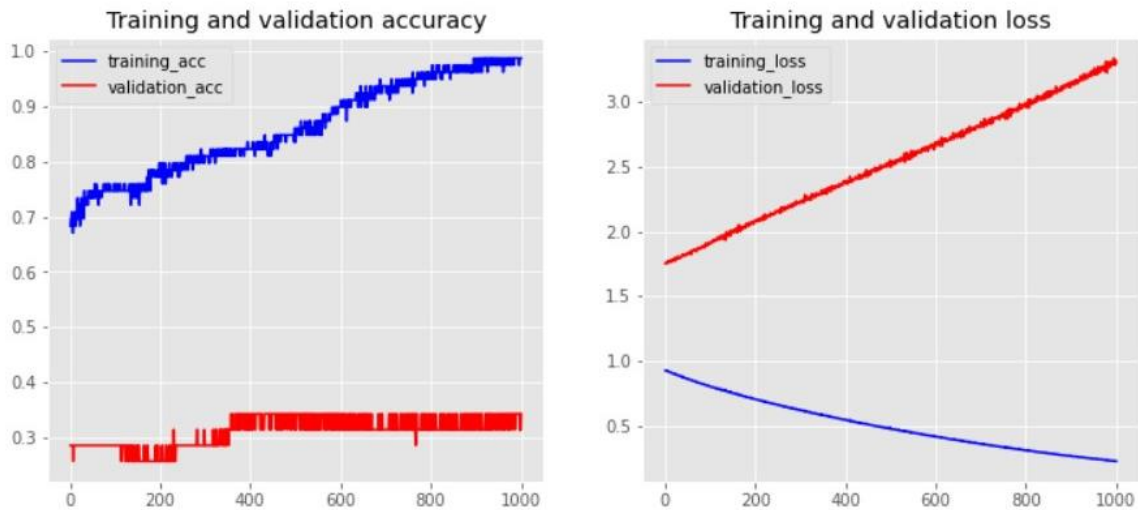 Training and validation accuracy
training_acc
validation_acc
1.0
0.9
0.8
0.7
0.6
0.5
0.4
0.3
0 200 400 600 800 1000
Training and validation loss
training_loss
validation_loss
3.0
2.5
2.0
1.5
1.0
0.5
0 200 400 600 800 1000